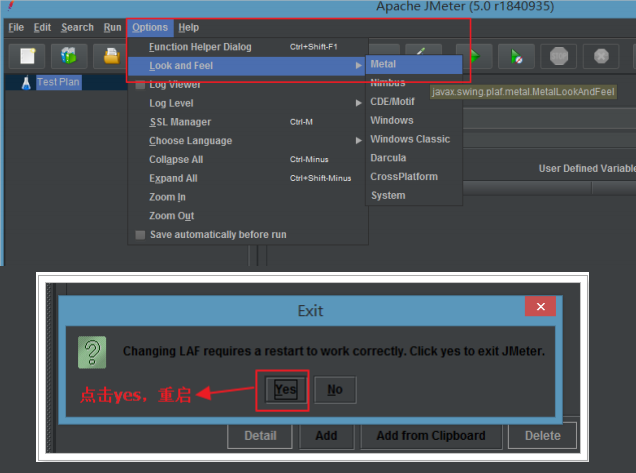 Apache JMeter (5.0 r1840935)
File Edit Search Run Options Help
Function Helper Dialog Ctrl+Shift-F1
Look and Feel
Log Viewer
Log Level
SSL Manager Ctrl-M
Choose Language
Collapse All Ctrl-Minus
Expand All Ctrl+Shift-Minus
Zoom In
Zoom Out
Save automatically before run
Metal
Nimbus
CDE/Motif
Windows
Windows Classic
Darcula
CrossPlatform
System
javax.swing.plaf.metal.MetalLookAndFeel
STOP
Test Plan
User Defined Variable
Exit
Changing LAF requires a restart to work correctly. Click yes to exit JMeter.
点击yes，重启
Yes No
Detail Add Add from Clipboard Delete